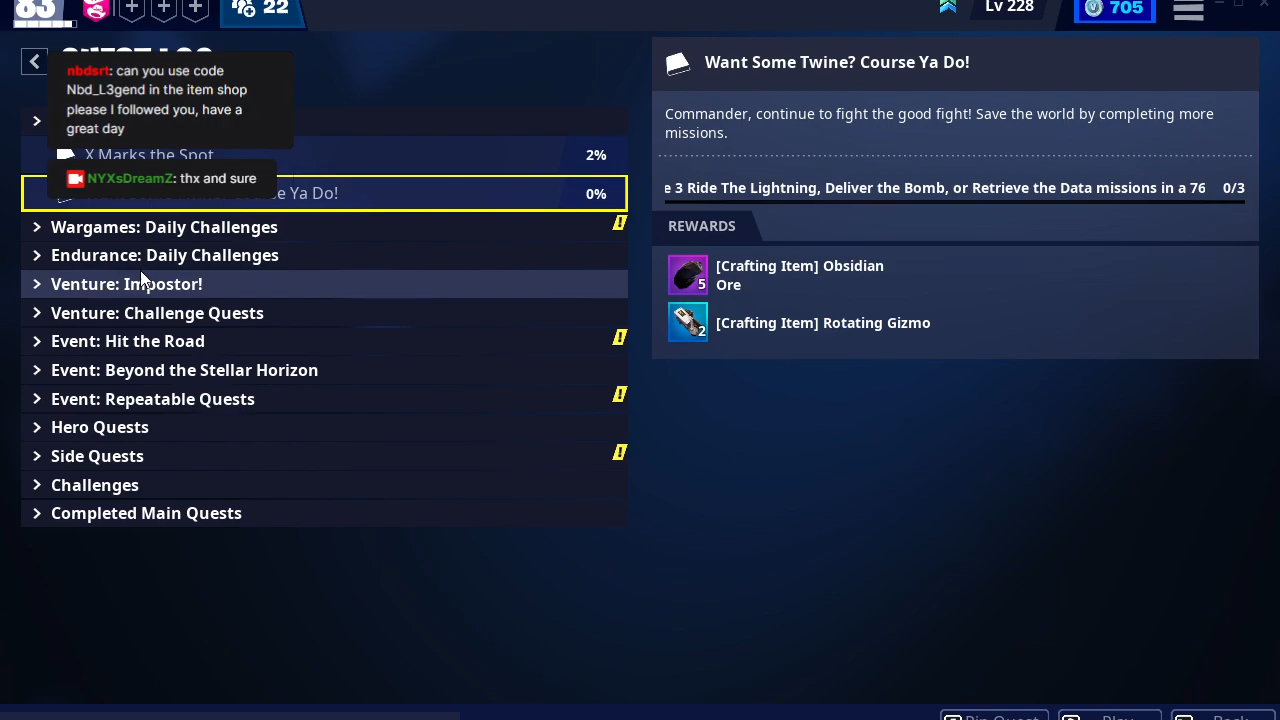 83
22
Lv 228
705
nbdsrt: can you use code
Nbd_L3gend in the item shop
please I followed you, have a
great day
X Marks the Spot
2%
NYXsDreamZ: thx and sure
Ya Do!
0%
Wargames: Daily Challenges
Endurance: Daily Challenges
Venture: Impostor!
Venture: Challenge Quests
Event: Hit the Road
Event: Beyond the Stellar Horizon
Event: Repeatable Quests
Hero Quests
Side Quests
Challenges
Completed Main Quests
Want Some Twine? Course Ya Do!
Commander, continue to fight the good fight! Save the world by completing more
missions.
e 3 Ride The Lightning, Deliver the Bomb, or Retrieve the Data missions in a 76
0/3
REWARDS
5
[Crafting Item] Obsidian
Ore
2
[Crafting Item] Rotating Gizmo